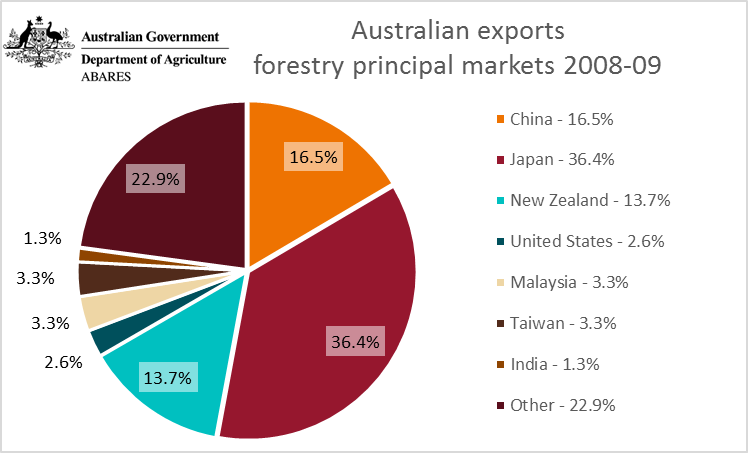 Australian Government
Department of Agriculture
ABARES
Australian exports
forestry principal markets 2008-09
16.5%
36.4%
13.7%
2.6%
3.3%
3.3%
1.3%
22.9%
China - 16.5%
Japan - 36.4%
New Zealand - 13.7%
United States - 2.6%
Malaysia - 3.3%
Taiwan - 3.3%
India - 1.3%
Other - 22.9%